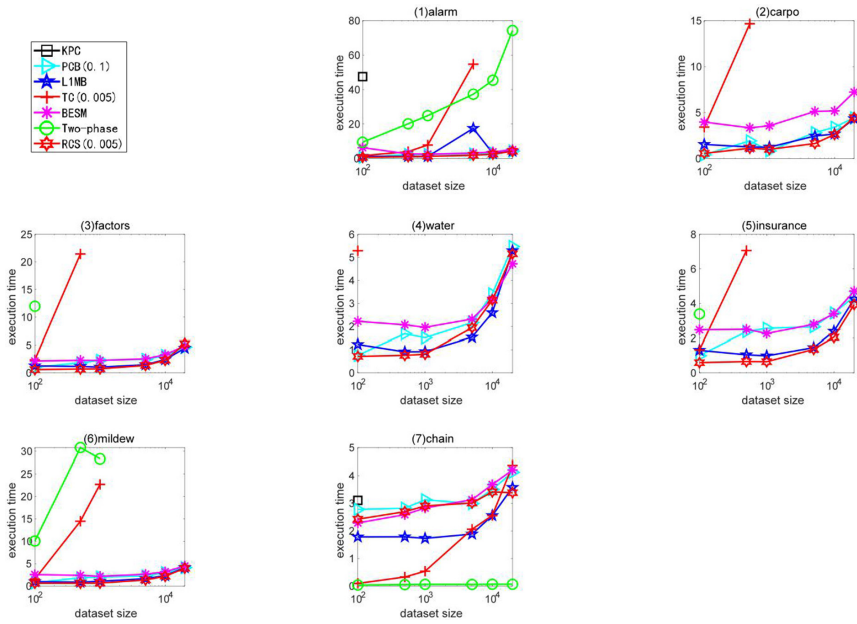 KPC
PCB(0.1)
L1MB
TC(0.005)
BESM
Two-phase
RCS(0.005)
(1)alarm
execution time
80
60
40
20
0
10^2 10^3 10^4
dataset size
(2)carpo
execution time
15
10
5
0
10^2 10^4
dataset size
(3)factors
execution time
25
20
15
10
5
0
10^2 10^4
dataset size
(4)water
execution time
6
5
4
3
2
1
0
10^2 10^3 10^4
dataset size
(5)insurance
execution time
8
6
4
2
0
10^2 10^4
dataset size
(6)mildew
execution time
30
25
20
15
10
5
0
10^2 10^4
dataset size
(7)chain
execution time
5
4
3
2
1
0
10^2 10^3 10^4
dataset size